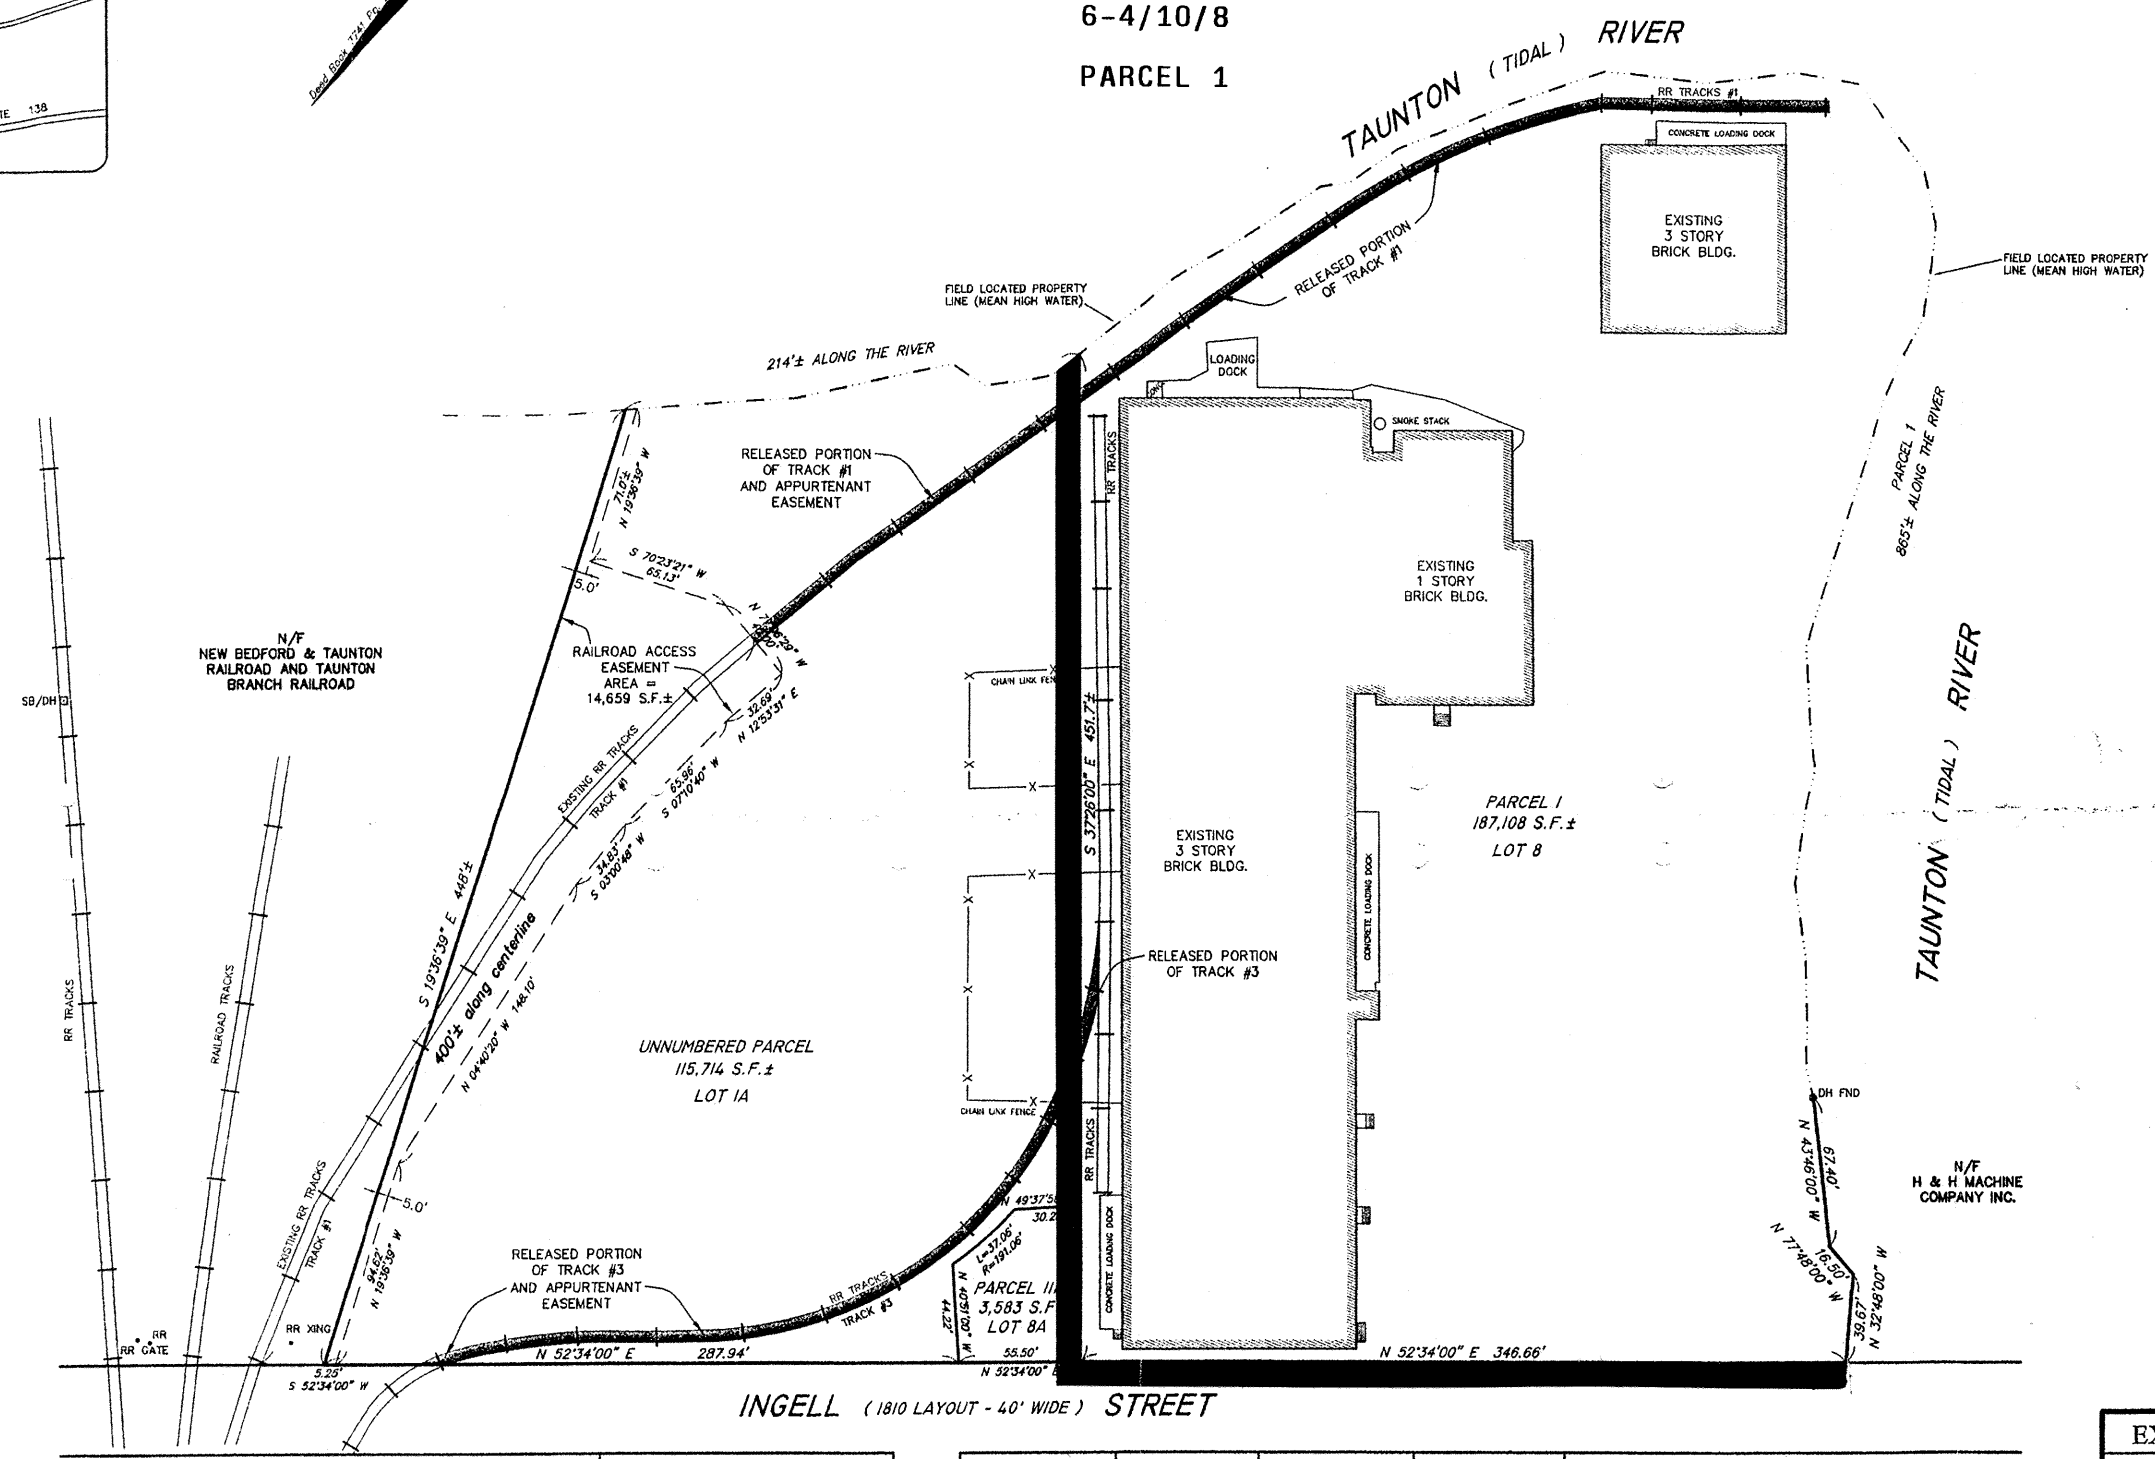 6-4/10/8
PARCEL 1
Deed Book 7741 Pg.
138
TAUNTON (TIDAL) RIVER
RR TRACKS #1
CONCRETE LOADING DOCK
EXISTING
3 STORY
BRICK BLDG.
FIELD LOCATED PROPERTY
LINE (MEAN HIGH WATER)
RELEASED PORTION
OF TRACK #1
FIELD LOCATED PROPERTY
LINE (MEAN HIGH WATER)
214'± ALONG THE RIVER
LOADING
DOCK
SMOKE STACK
RR TRACKS
PARCEL 1
865'± ALONG THE RIVER
RELEASED PORTION
OF TRACK #1
AND APPURTENANT
EASEMENT
71.0'±
N 19°36'39" W
S 70°23'21" W
65.13'
5.0'
EXISTING
1 STORY
BRICK BLDG.
N/F
NEW BEDFORD & TAUNTON
RAILROAD AND TAUNTON
BRANCH RAILROAD
SB/DH
RAILROAD ACCESS
EASEMENT
AREA =
14,659 S.F.±
32.69'
N 12°53'31" E
CHAIN LINK FEN
EXISTING RR TRACKS
TRACK #1
65.96'
S 07°10'40" W
34.83'
S 03°00'48" W
S 37°26'00" E 451.7'±
EXISTING
3 STORY
BRICK BLDG.
PARCEL I
187,108 S.F.±
LOT 8
CONCRETE LOADING DOCK
TAUNTON (TIDAL) RIVER
S 19°36'39" E 448'±
400'± along centerline
N 04°40'20" W 148.10'
RR TRACKS
RAILROAD TRACKS
RELEASED PORTION
OF TRACK #3
UNNUMBERED PARCEL
115,714 S.F.±
LOT 1A
CHAIN LINK FENCE
RR TRACKS
DH FND
67.40'
N 43°46'00" W
N/F
H & H MACHINE
COMPANY INC.
EXISTING RR TRACKS
TRACK #1
5.0'
94.62'
N 19°36'39" W
N 49°37'5
30.2
L=37.06'
R=191.06'
N 40°51'00" W
44.22'
PARCEL III
3,583 S.F
LOT 8A
CONCRETE LOADING DOCK
16.50'
N 77°48'00" W
39.67'
N 32°48'00" W
RELEASED PORTION
OF TRACK #3
AND APPURTENANT
EASEMENT
RR TRACKS
TRACK #3
RR XING
RR
RR GATE
N 52°34'00" E 287.94'
55.50'
N 52°34'00" E
N 52°34'00" E 346.66'
5.25'
S 52°34'00" W
INGELL (1810 LAYOUT - 40' WIDE) STREET
EX